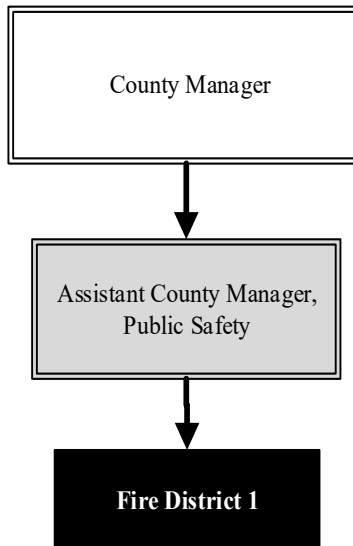 County Manager
Assistant County Manager,
Public Safety
Fire District 1